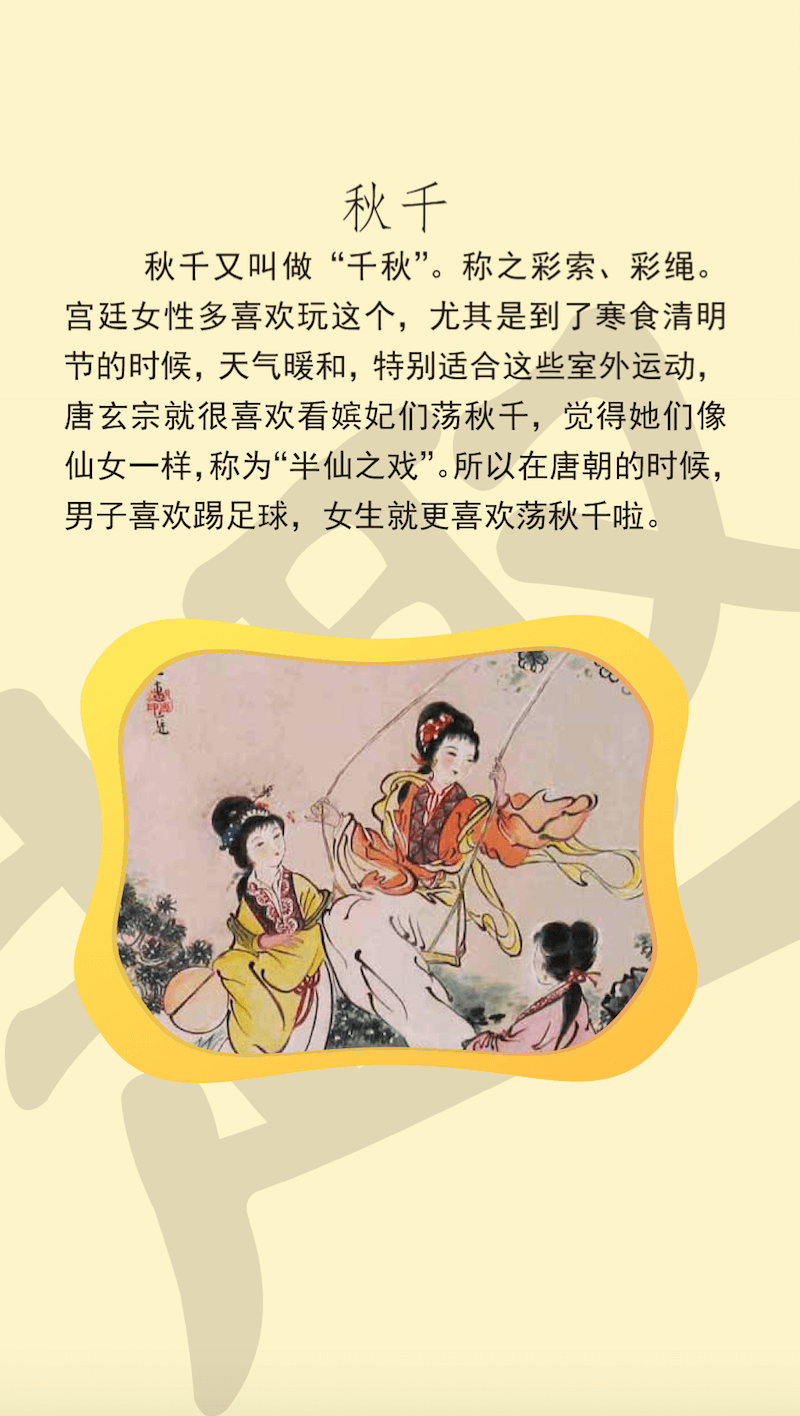 秋千
秋千又叫做“千秋”。称之彩索、彩绳。
宫廷女性多喜欢玩这个，尤其是到了寒食清明
节的时候，天气暖和，特别适合这些室外运动，
唐玄宗就很喜欢看嫔妃们荡秋千，觉得她们像
仙女一样，称为“半仙之戏”。所以在唐朝的时候，
男子喜欢踢足球，女生就更喜欢荡秋千啦。